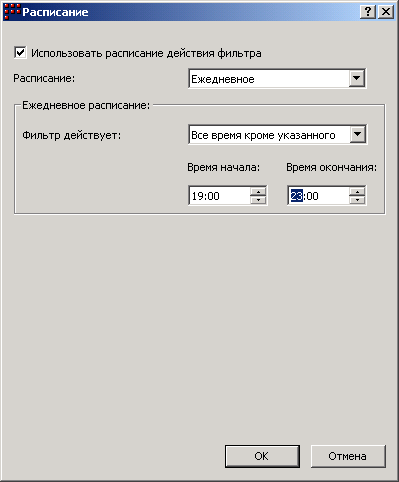 Расписание
Использовать расписание действия фильтра
Расписание: Ежедневное
Ежедневное расписание:
Фильтр действует: Все время кроме указанного
Время начала: Время окончания:
19:00 23:00
OK Отмена